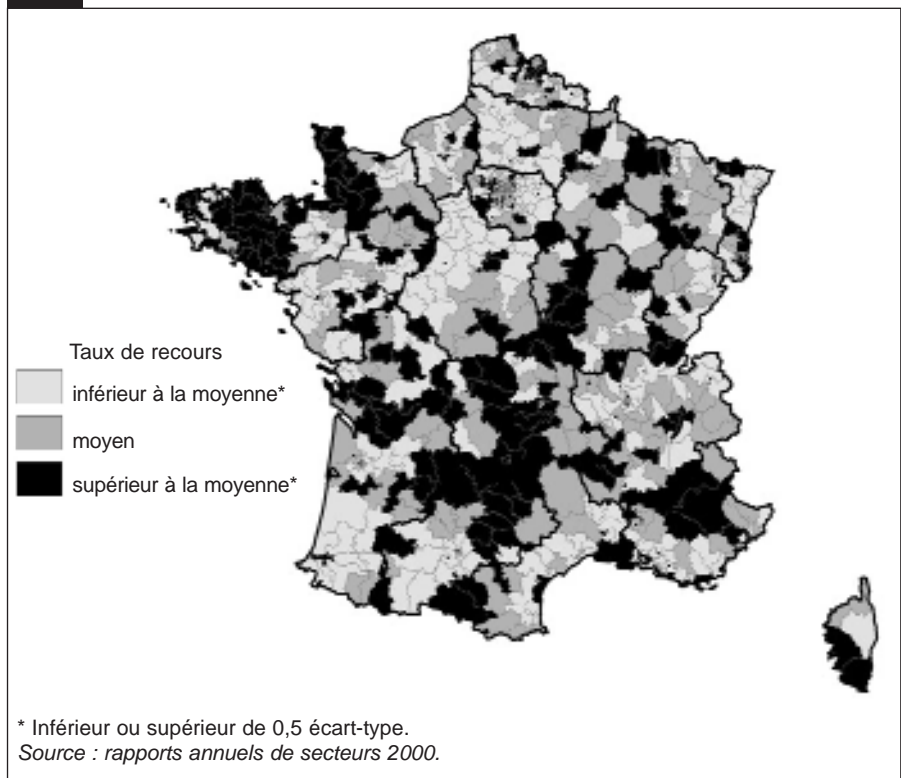 Taux de recours
inférieur à la moyenne*
moyen
supérieur à la moyenne*
* Inférieur ou supérieur de 0,5 écart-type.
Source : rapports annuels de secteurs 2000.